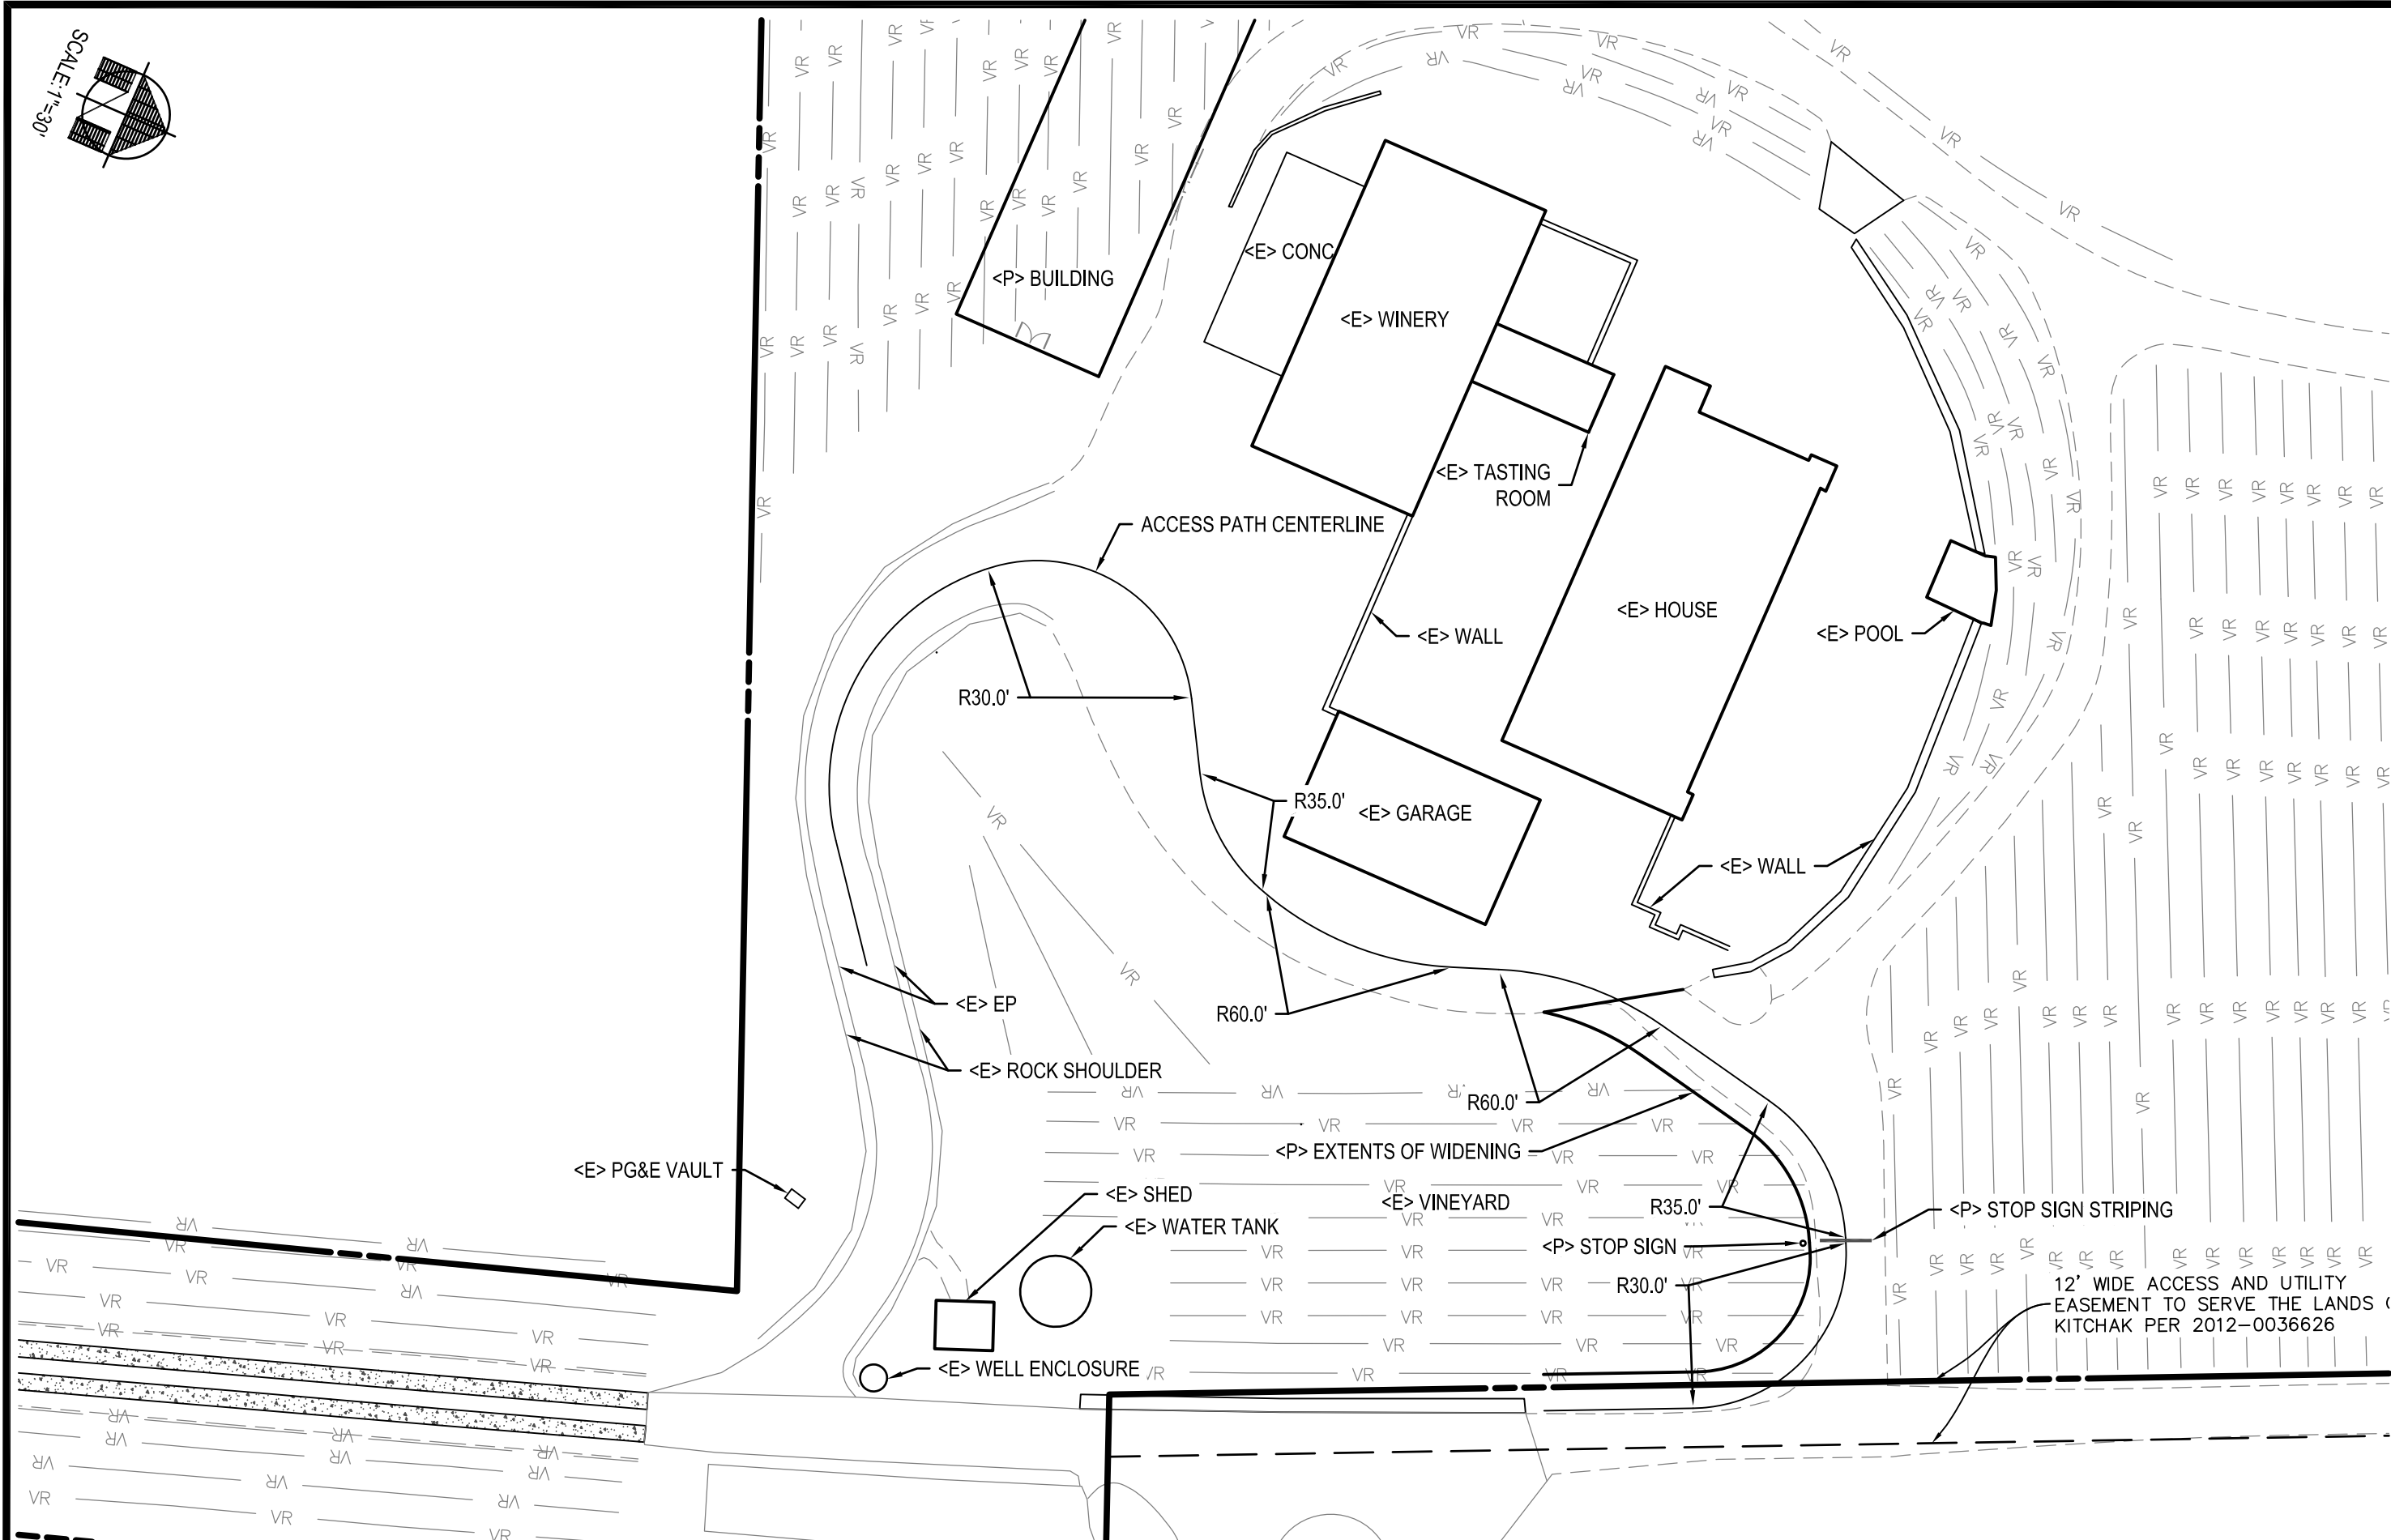 SCALE:1"=30'
<P> BUILDING
<E> CONC
<E> WINERY
<E> TASTING
ROOM
ACCESS PATH CENTERLINE
<E> WALL
<E> HOUSE
<E> POOL
R30.0'
R35.0'
<E> GARAGE
<E> WALL
<E> EP
R60.0'
<E> ROCK SHOULDER
R60.0'
<P> EXTENTS OF WIDENING
<E> PG&E VAULT
<E> SHED
<E> VINEYARD
R35.0'
<P> STOP SIGN STRIPING
<E> WATER TANK
<P> STOP SIGN
R30.0'
12' WIDE ACCESS AND UTILITY
EASEMENT TO SERVE THE LANDS
KITCHAK PER 2012-0036626
<E> WELL ENCLOSURE
VR